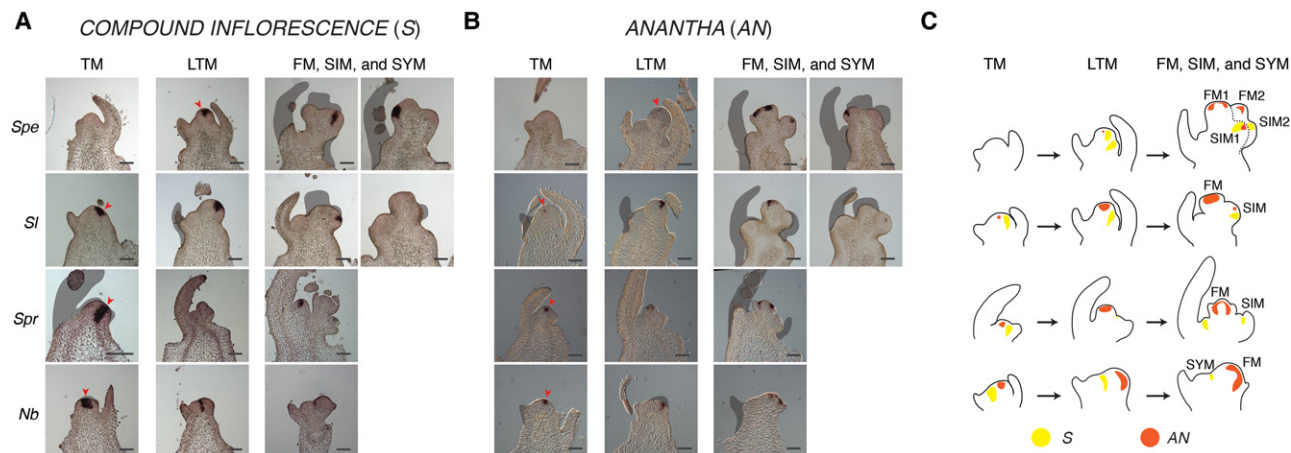 A COMPOUND INFLORESCENCE (S)
TM LTM FM, SIM, and SYM
Spe
Sl
Spr
Nb
B ANANTHA (AN)
TM LTM FM, SIM, and SYM
C
TM LTM FM, SIM, and SYM
FM1 FM2
SIM2
SIM1
FM
SIM
FM
SIM
SYM FM
S AN